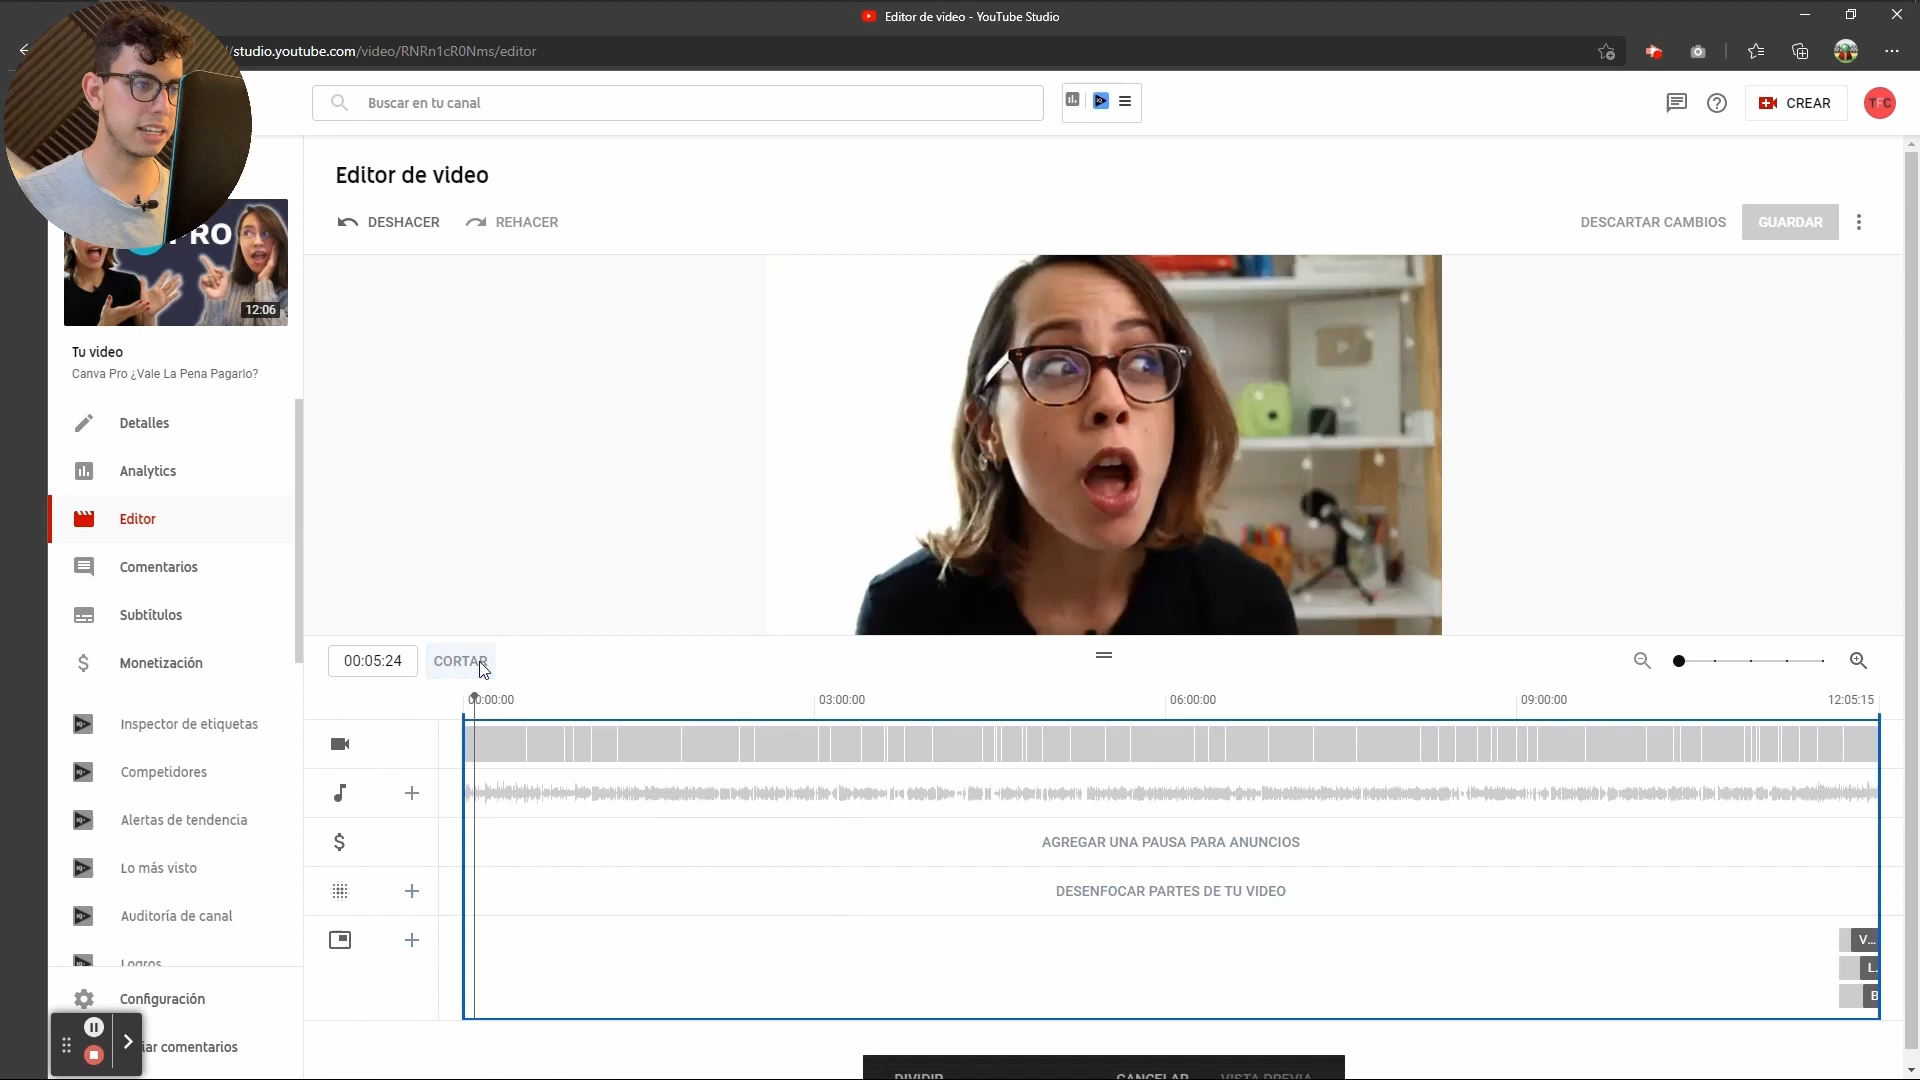 Editor de video - YouTube Studio
//studio.youtube.com/video/RNRn1cR0Nms/editor
Buscar en tu canal
CREAR
TFC
Editor de video
DESHACER
REHACER
DESCARTAR CAMBIOS
GUARDAR
PRO
12:06
Tu video
Canva Pro ¿Vale La Pena Pagarlo?
Detalles
Analytics
Editor
Comentarios
Subtítulos
Monetización
Inspector de etiquetas
Competidores
Alertas de tendencia
Lo más visto
Auditoría de canal
Logros
Configuración
iar comentarios
00:05:24
CORTAR
00:00:00
03:00:00
06:00:00
09:00:00
12:05:15
AGREGAR UNA PAUSA PARA ANUNCIOS
DESENFOCAR PARTES DE TU VIDEO
V...
L.
B
DIVIDIR
CANCELAR
VISTA PREVIA